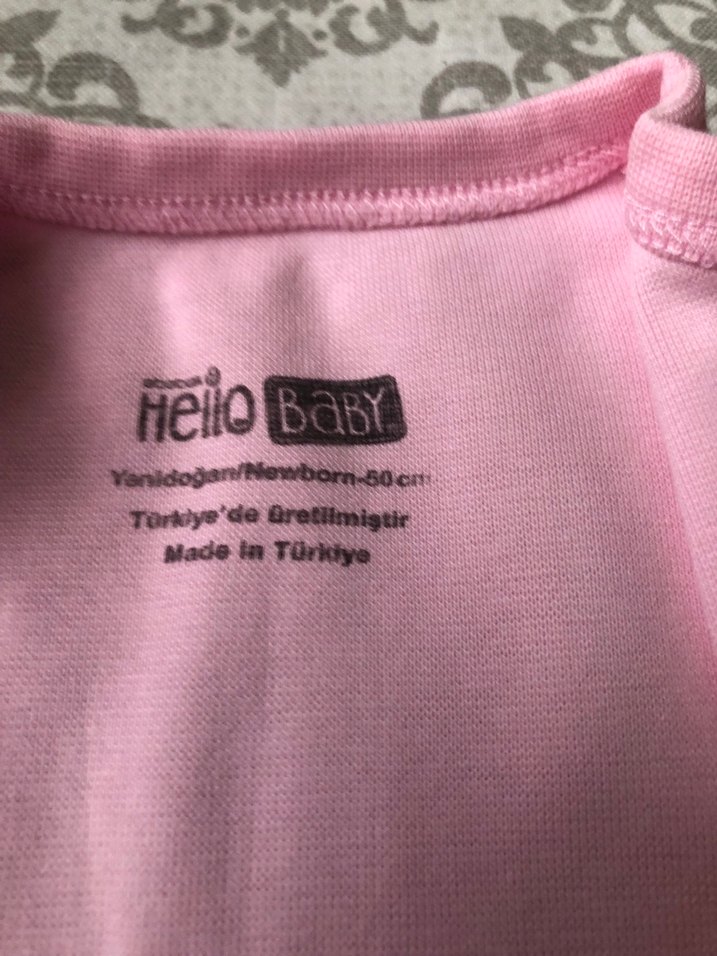 Hello BABY
Yenidoğan/Newborn-50 cm
Türkiye'de üretilmiştir
Made in Türkiye